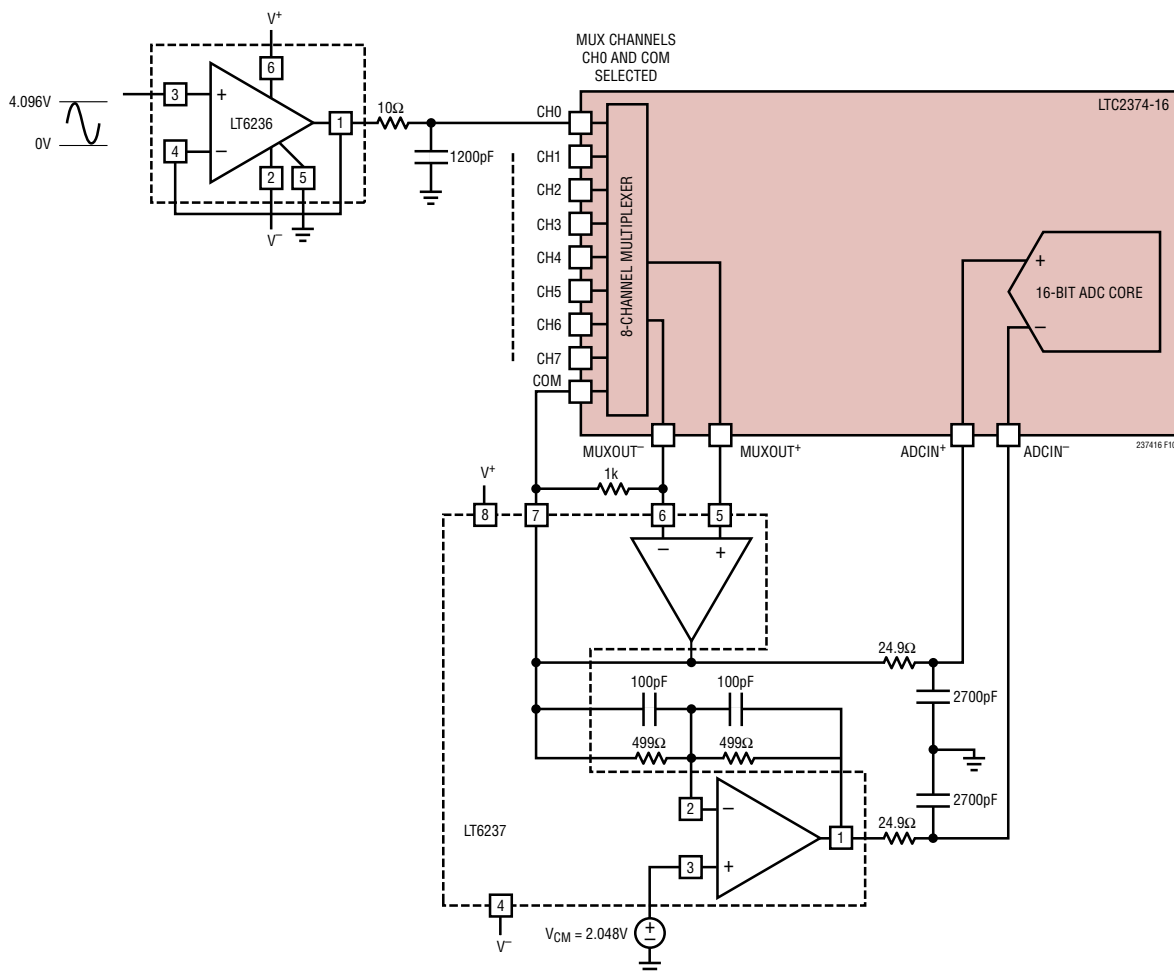 V+
MUX CHANNELS
CH0 AND COM
SELECTED
LTC2374-16
6
4.096V
0V
3
+
LT6236
1
10Ω
CH0
4
–
2
5
V–
1200pF
CH1
CH2
CH3
CH4
CH5
CH6
CH7
COM
8-CHANNEL MULTIPLEXER
+
16-BIT ADC CORE
–
MUXOUT–
MUXOUT+
ADCIN+
ADCIN–
237416 F10
1k
V+
8
7
6
5
–
+
24.9Ω
100pF
100pF
2700pF
499Ω
499Ω
2700pF
2
–
LT6237
1
24.9Ω
3
+
4
V–
VCM = 2.048V
+
–